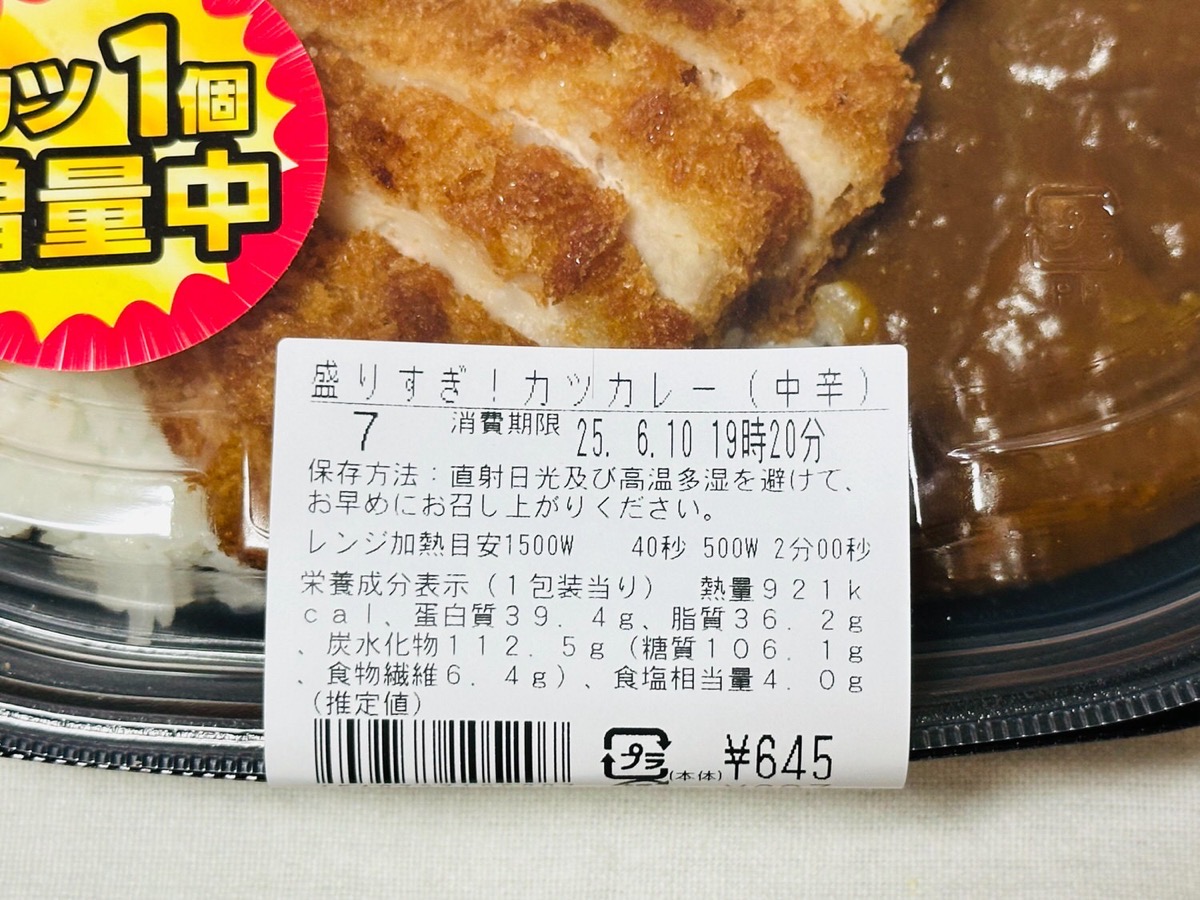 カツ1個
増量中
盛りすぎ!カツカレー(中辛)
7 消費期限 25. 6.10 19時20分
保存方法:直射日光及び高温多湿を避けて、
お早めにお召し上がりください。
レンジ加熱目安1500W 40秒 500W 2分00秒
栄養成分表示(1包装当り) 熱量921k
cal、蛋白質39.4g、脂質36.2g
、炭水化物112.5g(糖質106.1g
、食物繊維6.4g)、食塩相当量4.0g
(推定値)
プラ (本体) ¥645